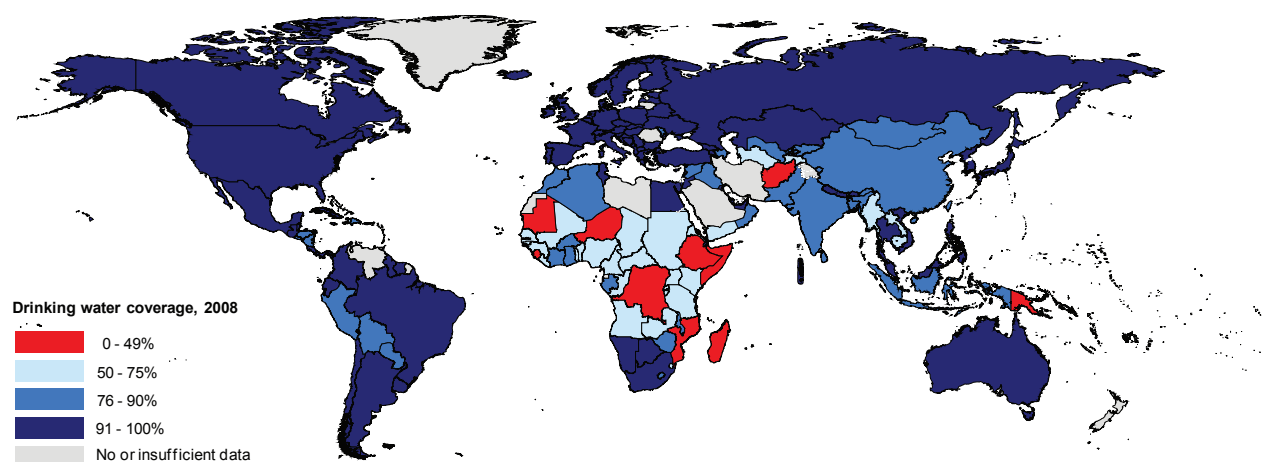 Drinking water coverage, 2008
0 - 49%
50 - 75%
76 - 90%
91 - 100%
No or insufficient data